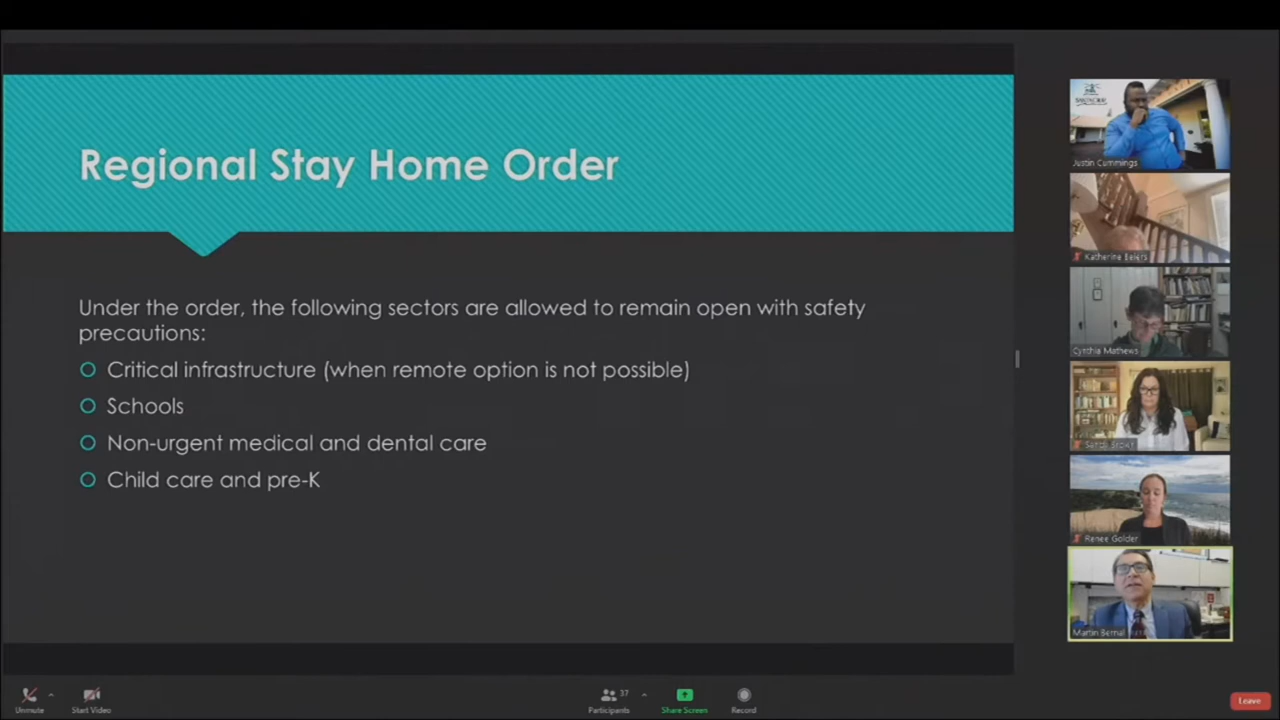 Regional Stay Home Order
Under the order, the following sectors are allowed to remain open with safety
precautions:
Critical infrastructure (when remote option is not possible)
Schools
Non-urgent medical and dental care
Child care and pre-K
Justin Cummings
Katherine Beiers
Cynthia Mathews
Sandy Brown
Renee Golder
Martin Bernal
Unmute
Start Video
37
Participants
Share Screen
Record
Leave